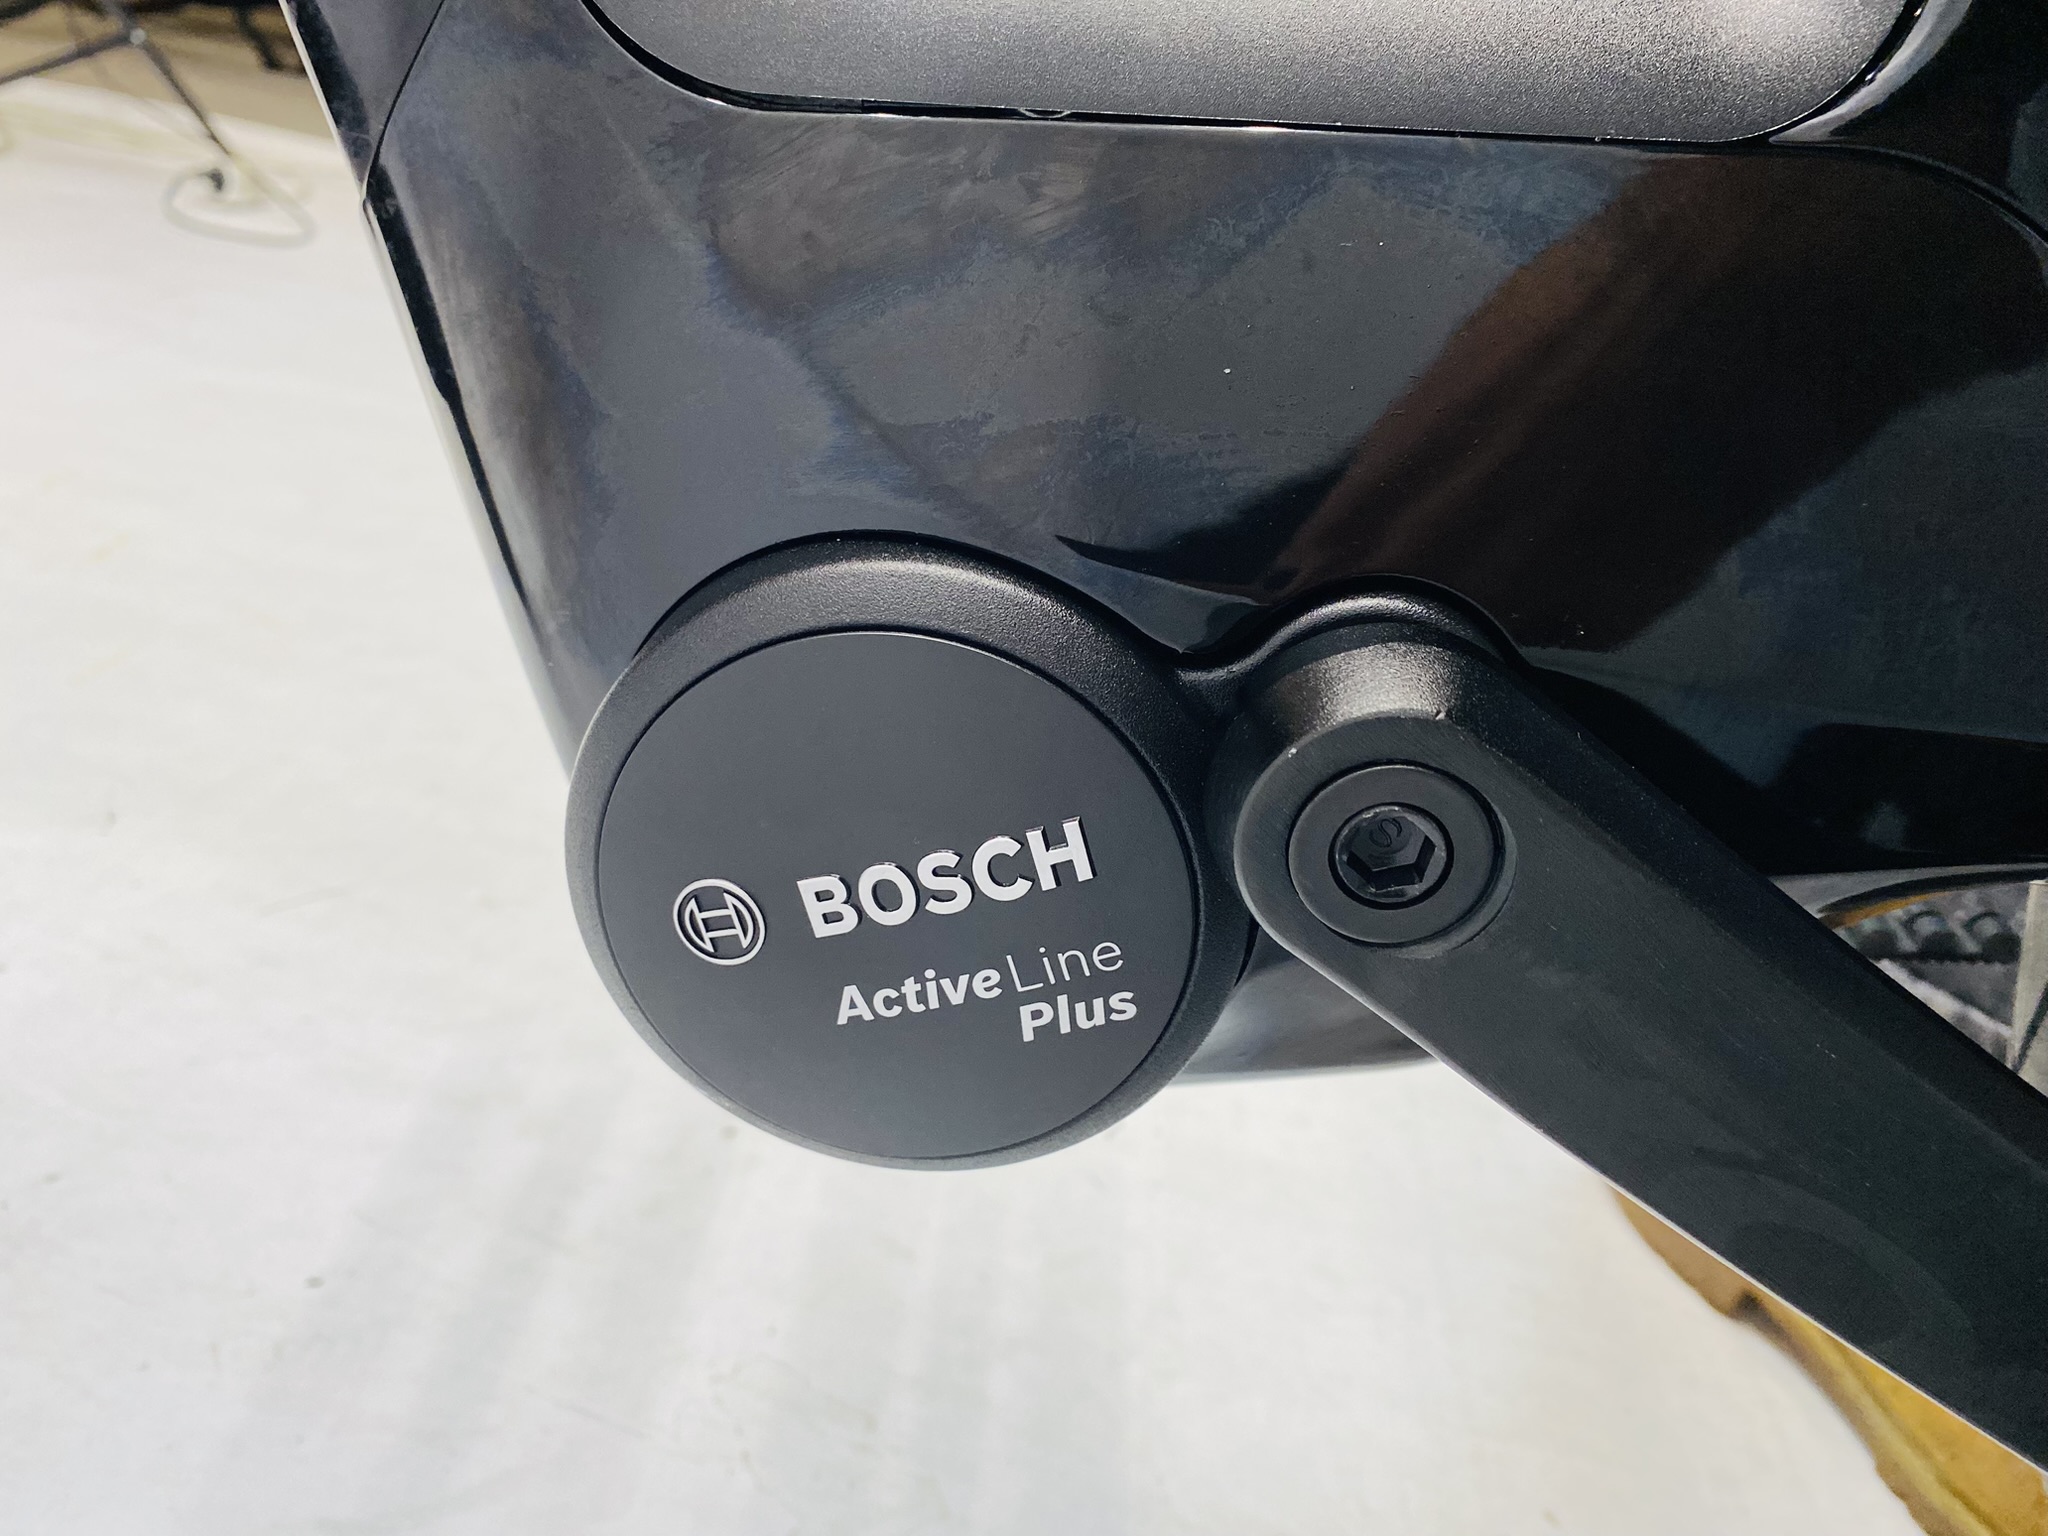 BOSCH
Active Line
Plus